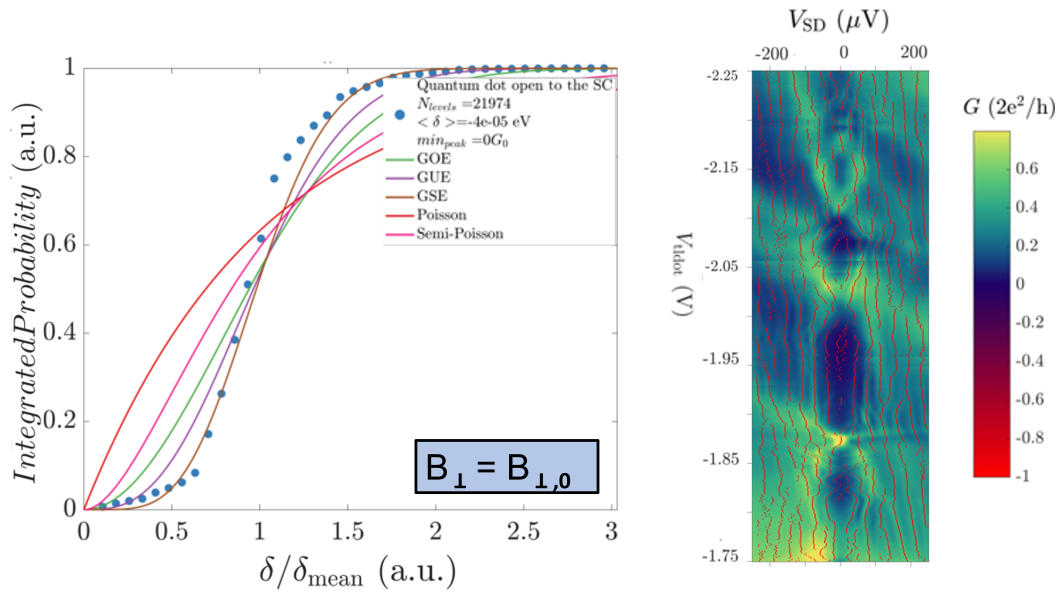 IntegratedProbability (a.u.)
1
0.8
0.6
0.4
0.2
0
0 0.5 1 1.5 2 2.5 3
δ/δmean (a.u.)
Quantum dot open to the SC
Nlevels =21974
< δ >=-4e-05 eV
minpeak =0G0
GOE
GUE
GSE
Poisson
Semi-Poisson
B⊥ = B⊥,0
VSD (μV)
-200 0 200
Vtldot (V)
-2.25
-2.15
-2.05
-1.95
-1.85
-1.75
G (2e²/h)
0.6
0.4
0.2
0
-0.2
-0.4
-0.6
-0.8
-1